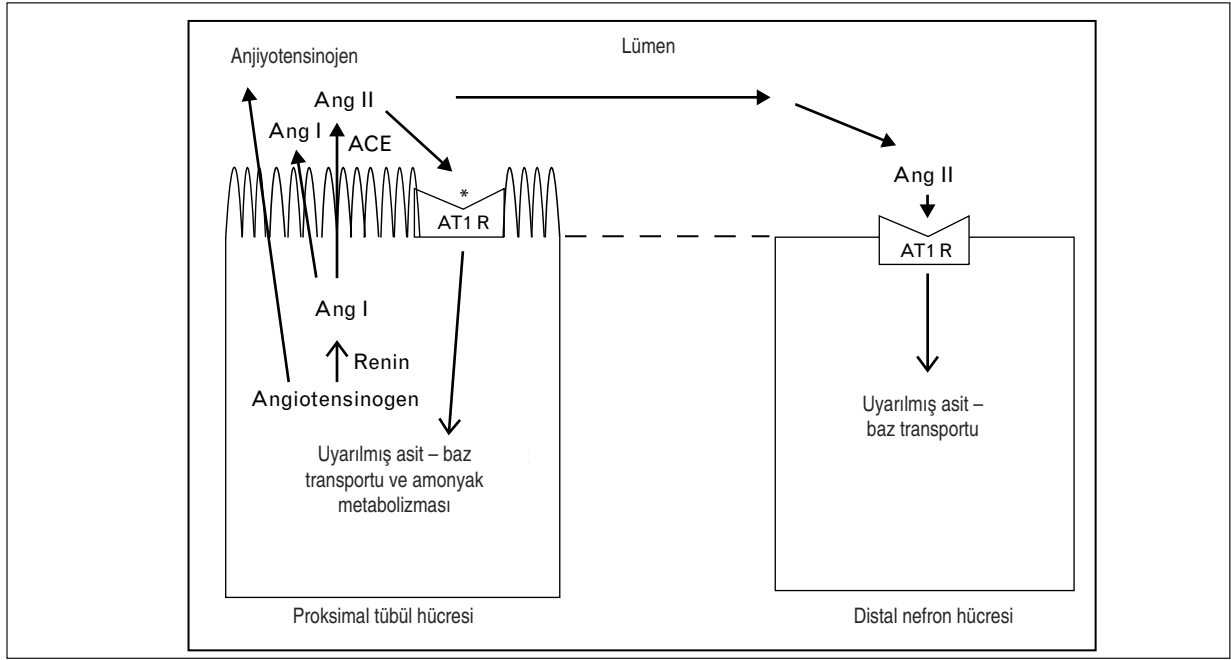 Lümen
Anjiyotensinojen
Ang II
Ang I
ACE
*
AT1 R
Ang I
Renin
Angiotensinogen
Uyarılmış asit – baz
transportu ve amonyak
metabolizması
Proksimal tübül hücresi
Ang II
AT1 R
Uyarılmış asit –
baz transportu
Distal nefron hücresi